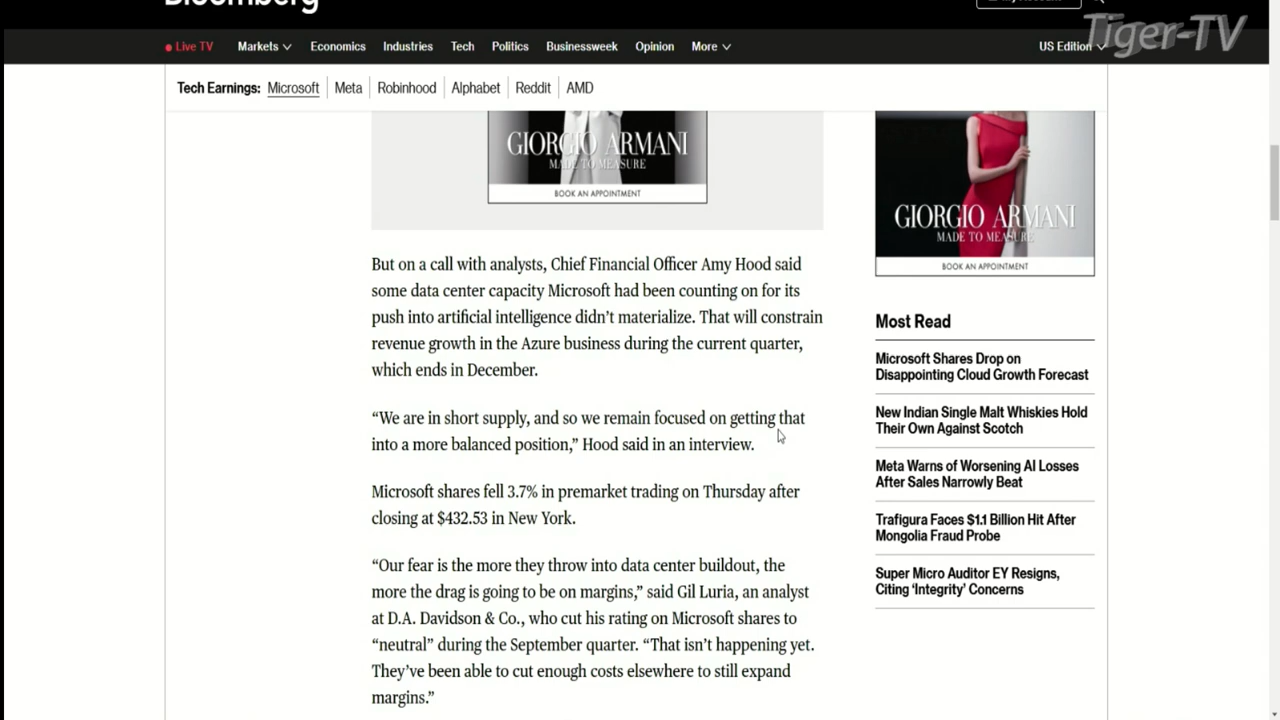 Bloomberg
Tiger-TV
Live TV
Markets
Economics
Industries
Tech
Politics
Businessweek
Opinion
More
US Edition
Tech Earnings:
Microsoft
Meta
Robinhood
Alphabet
Reddit
AMD
GIORGIO ARMANI
MADE TO MEASURE
BOOK AN APPOINTMENT
But on a call with analysts, Chief Financial Officer Amy Hood said
some data center capacity Microsoft had been counting on for its
push into artificial intelligence didn’t materialize. That will constrain
revenue growth in the Azure business during the current quarter,
which ends in December.
“We are in short supply, and so we remain focused on getting that
into a more balanced position,” Hood said in an interview.
Microsoft shares fell 3.7% in premarket trading on Thursday after
closing at $432.53 in New York.
“Our fear is the more they throw into data center buildout, the
more the drag is going to be on margins,” said Gil Luria, an analyst
at D.A. Davidson & Co., who cut his rating on Microsoft shares to
“neutral” during the September quarter. “That isn’t happening yet.
They’ve been able to cut enough costs elsewhere to still expand
margins.”
GIORGIO ARMANI
MADE TO MEASURE
BOOK AN APPOINTMENT
Most Read
Microsoft Shares Drop on
Disappointing Cloud Growth Forecast
New Indian Single Malt Whiskies Hold
Their Own Against Scotch
Meta Warns of Worsening AI Losses
After Sales Narrowly Beat
Trafigura Faces $1.1 Billion Hit After
Mongolia Fraud Probe
Super Micro Auditor EY Resigns,
Citing ‘Integrity’ Concerns